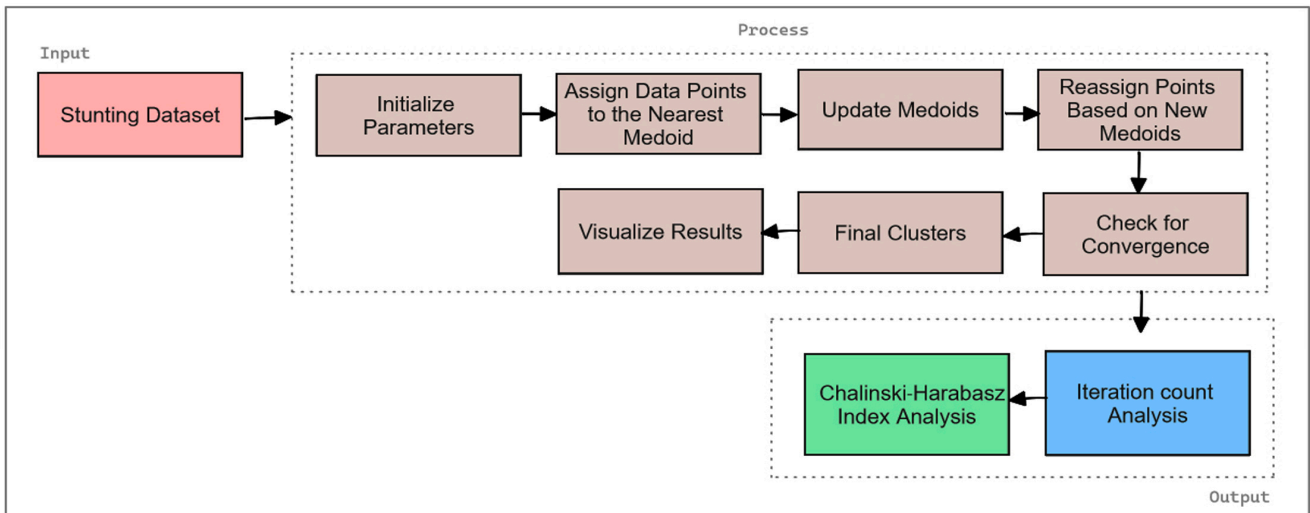 Process
Input
Stunting Dataset
Initialize
Parameters
Assign Data Points
to the Nearest
Medoid
Update Medoids
Reassign Points
Based on New
Medoids
Visualize Results
Final Clusters
Check for
Convergence
Chalinski-Harabasz
Index Analysis
Iteration count
Analysis
Output